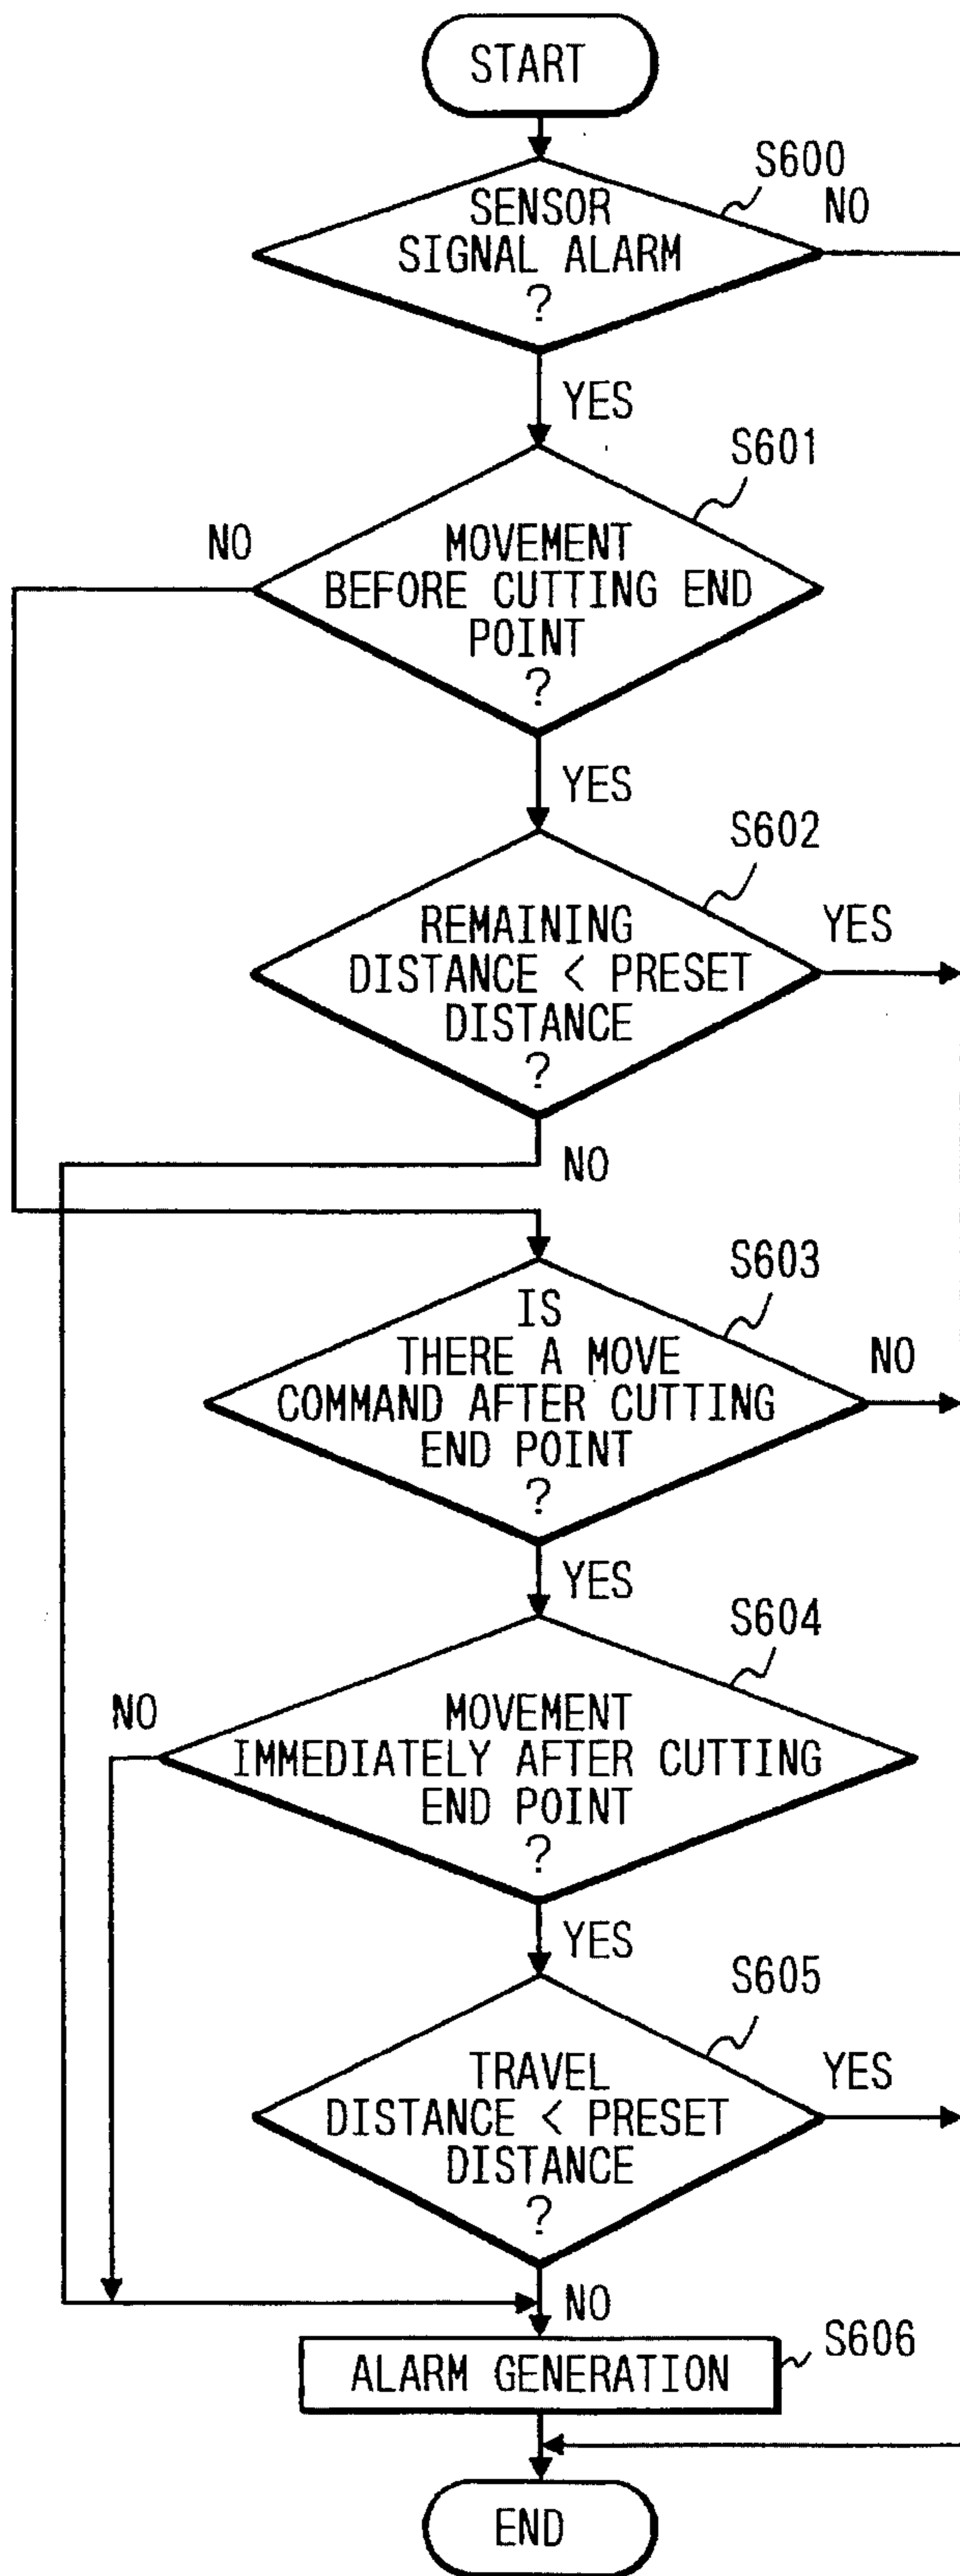 START
S600
NO
SENSOR
SIGNAL ALARM
?
YES
S601
NO
MOVEMENT
BEFORE CUTTING END
POINT
?
YES
S602
YES
REMAINING
DISTANCE < PRESET
DISTANCE
?
NO
S603
IS
THERE A MOVE
NO
COMMAND AFTER CUTTING
END POINT
?
YES
S604
NO
MOVEMENT
IMMEDIATELY AFTER CUTTING
END POINT
?
YES
S605
YES
TRAVEL
DISTANCE < PRESET
DISTANCE
?
NO
S606
ALARM GENERATION
END